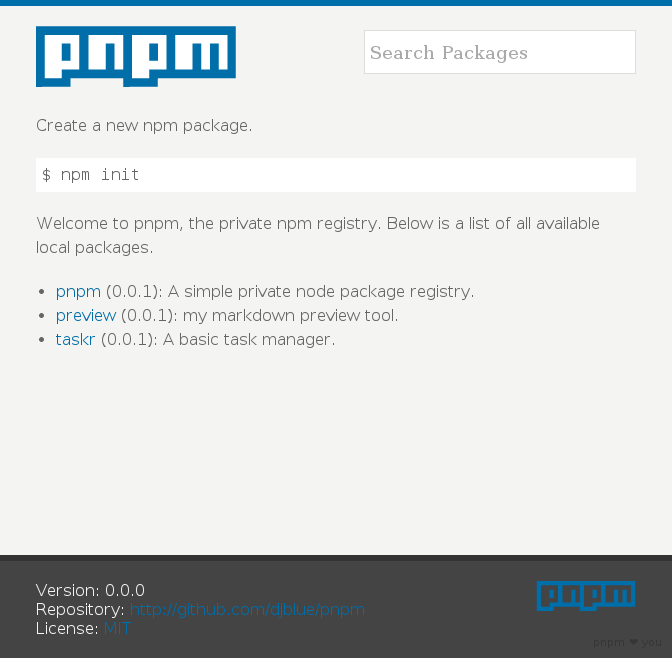 pnpm
Search Packages
Create a new npm package.
$ npm init
Welcome to pnpm, the private npm registry. Below is a list of all available
local packages.
• pnpm (0.0.1): A simple private node package registry.
• preview (0.0.1): my markdown preview tool.
• taskr (0.0.1): A basic task manager.
Version: 0.0.0
Repository: http://github.com/djblue/pnpm
License: MIT
pnpm
pnpm ❤ you